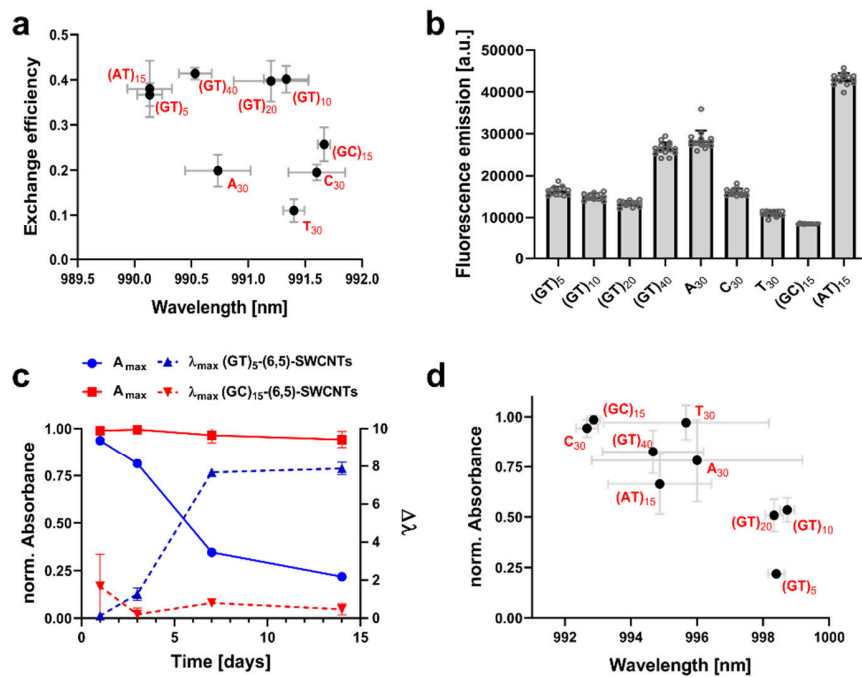 a
Exchange efficiency
0.5
0.4
0.3
0.2
0.1
0.0
(AT)15
(GT)5
(GT)40
(GT)20
(GT)10
(GC)15
A30
C30
T30
989.5 990.0 990.5 991.0 991.5 992.0
Wavelength [nm]
b
Fluorescence emission [a.u.]
50000
40000
30000
20000
10000
0
(GT)5 (GT)10 (GT)20 (GT)40 A30 C30 T30 (GC)15 (AT)15
c
Amax λmax (GT)5-(6,5)-SWCNTs
Amax λmax (GC)15-(6,5)-SWCNTs
norm. Absorbance
1.00
0.75
0.50
0.25
0.00
10
8
6
4
2
0
Δλ
0 5 10 15
Time [days]
d
norm. Absorbance
1.00
0.75
0.50
0.25
0.00
(GC)15
T30
C30
(GT)40
A30
(AT)15
(GT)20
(GT)10
(GT)5
992 994 996 998 1000
Wavelength [nm]